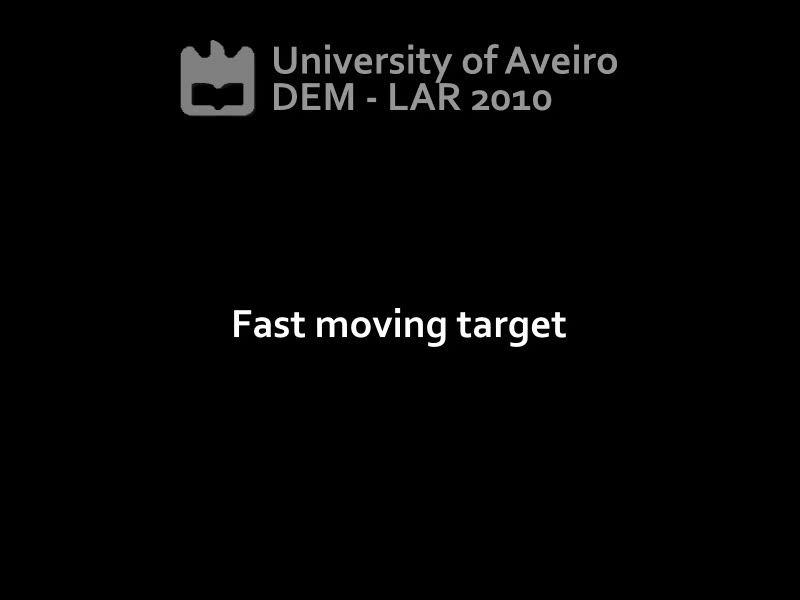 University of Aveiro
DEM - LAR 2010
Fast moving target